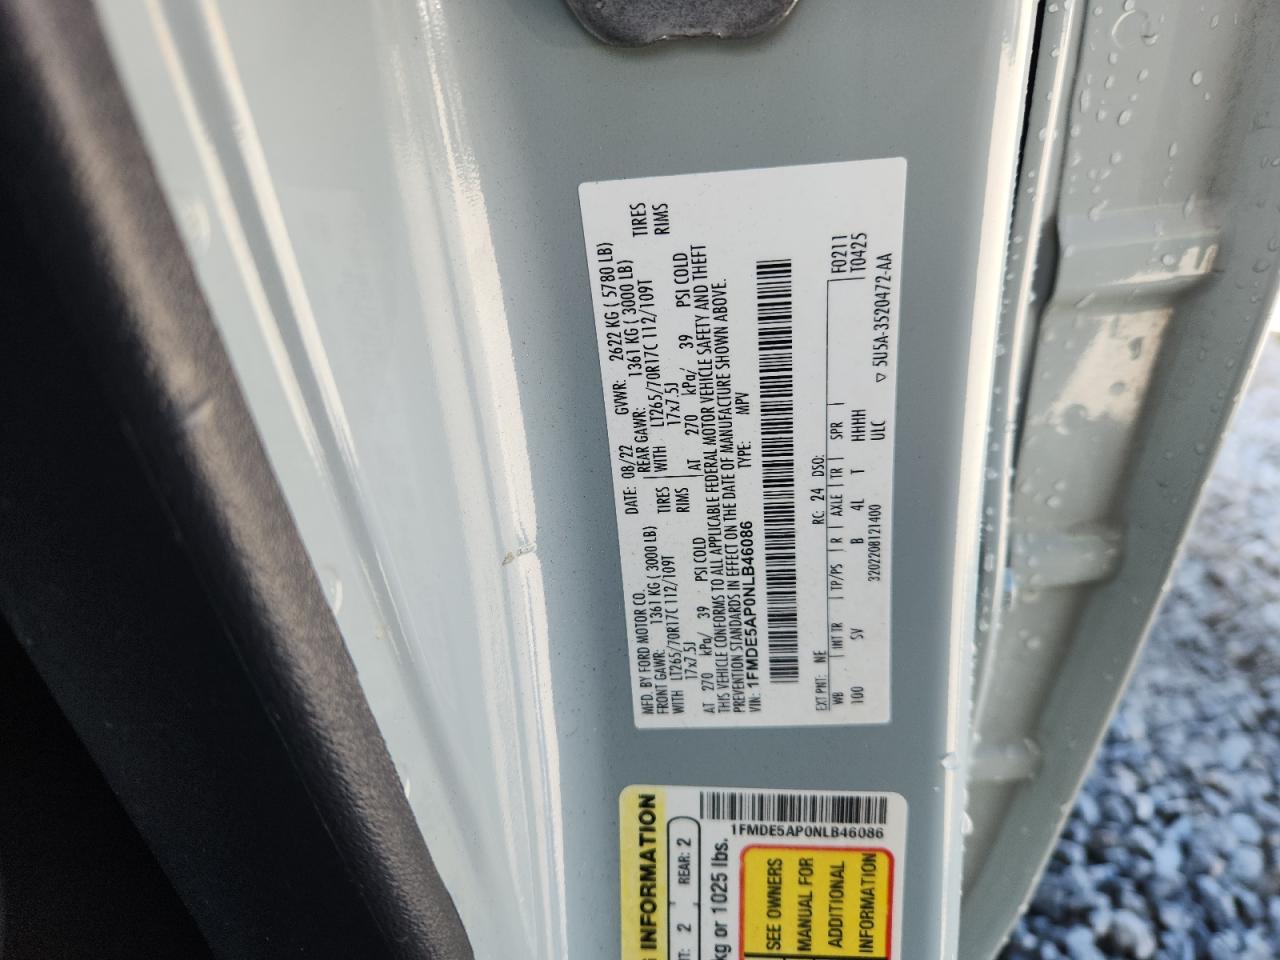 MFD. BY FORD MOTOR CO.
DATE: 08/22 GVWR: 2622 KG ( 5780 LB)
FRONT GAWR: 1361 KG ( 3000 LB) REAR GAWR: 1361 KG ( 3000 LB)
WITH LT265/70R17C 112/109T TIRES WITH LT265/70R17C 112/109T TIRES
17x7.5J RIMS 17x7.5J RIMS
AT 270 kPa/ 39 PSI COLD AT 270 kPa/ 39 PSI COLD
THIS VEHICLE CONFORMS TO ALL APPLICABLE FEDERAL MOTOR VEHICLE SAFETY AND THEFT
PREVENTION STANDARDS IN EFFECT ON THE DATE OF MANUFACTURE SHOWN ABOVE.
VIN: 1FMDE5AP0NLB46086 TYPE: MPV
EXT PNT: NE RC: 24 DSO: F0211
WB INT TR TP/PS R AXLE TR SPR T0425
100 5V B 4L T HHHH
3202208121400 ULC ▽ 5U5A-3520472-AA
INFORMATION
2 REAR: 2
kg or 1025 lbs.
1FMDE5AP0NLB46086
SEE OWNERS
MANUAL FOR
ADDITIONAL
INFORMATION